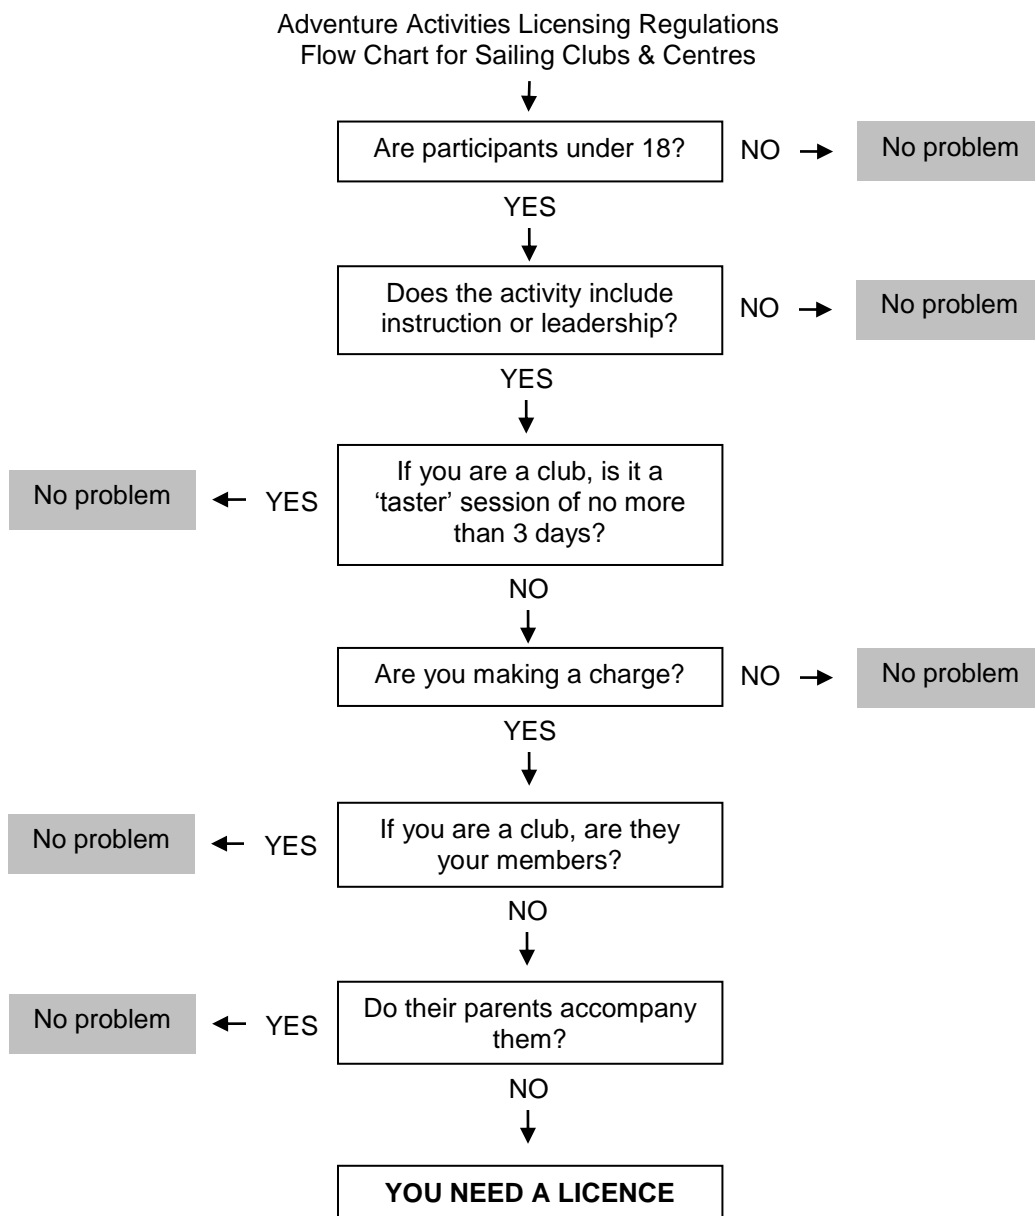 Adventure Activities Licensing Regulations
Flow Chart for Sailing Clubs & Centres
Are participants under 18?
NO
No problem
YES
Does the activity include
instruction or leadership?
NO
No problem
YES
If you are a club, is it a
‘taster’ session of no more
than 3 days?
YES
No problem
NO
Are you making a charge?
NO
No problem
YES
If you are a club, are they
your members?
YES
No problem
NO
Do their parents accompany
them?
YES
No problem
NO
YOU NEED A LICENCE